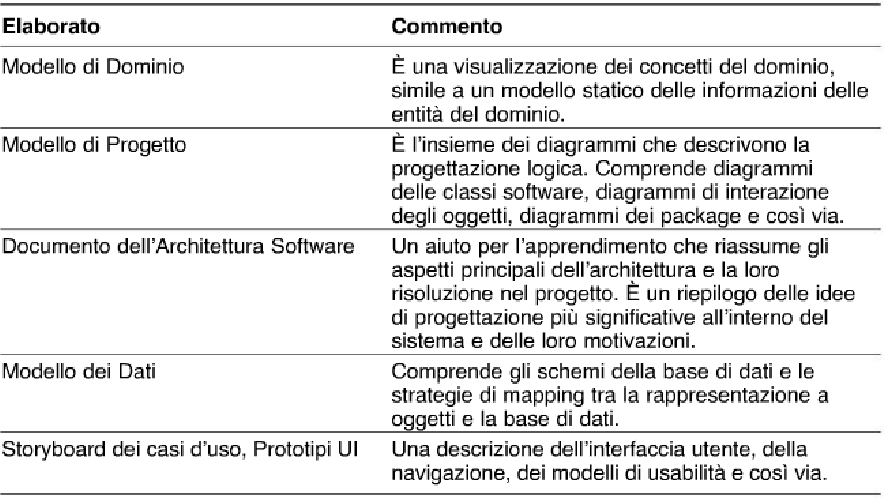 Elaborato Commento
Modello di Dominio È una visualizzazione dei concetti del dominio,
simile a un modello statico delle informazioni delle
entità del dominio.
Modello di Progetto È l'insieme dei diagrammi che descrivono la
progettazione logica. Comprende diagrammi
delle classi software, diagrammi di interazione
degli oggetti, diagrammi dei package e così via.
Documento dell'Architettura Software Un aiuto per l'apprendimento che riassume gli
aspetti principali dell'architettura e la loro
risoluzione nel progetto. È un riepilogo delle idee
di progettazione più significative all'interno del
sistema e delle loro motivazioni.
Modello dei Dati Comprende gli schemi della base di dati e le
strategie di mapping tra la rappresentazione a
oggetti e la base di dati.
Storyboard dei casi d'uso, Prototipi UI Una descrizione dell'interfaccia utente, della
navigazione, dei modelli di usabilità e così via.